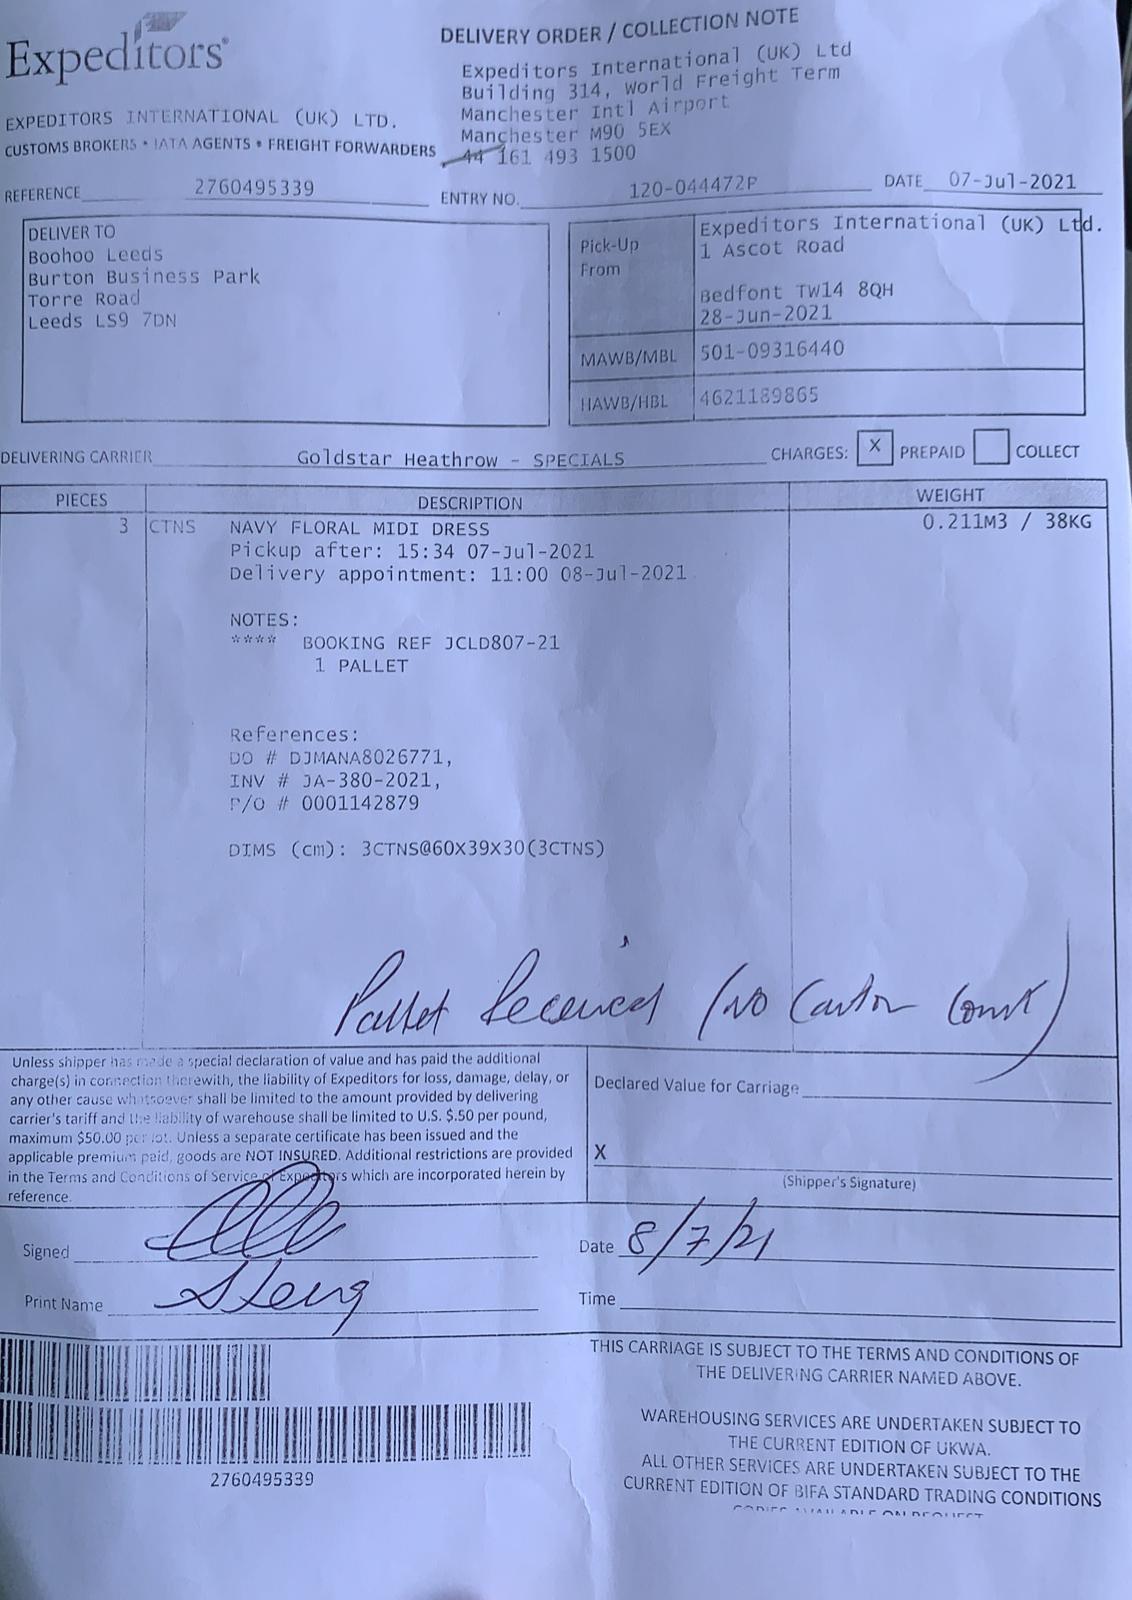 Expeditors®
DELIVERY ORDER / COLLECTION NOTE
Expeditors International (UK) Ltd
Building 314, World Freight Term
Manchester Intl Airport
Manchester M90 5EX
44 161 493 1500
EXPEDITORS INTERNATIONAL (UK) LTD.
CUSTOMS BROKERS • IATA AGENTS • FREIGHT FORWARDERS
REFERENCE 2760495339
ENTRY NO. 120-044472P
DATE 07-Jul-2021
DELIVER TO
Boohoo Leeds
Burton Business Park
Torre Road
Leeds LS9 7DN
Pick-Up
From
Expeditors International (UK) Ltd.
1 Ascot Road
Bedfont TW14 8QH
28-Jun-2021
MAWB/MBL 501-09316440
HAWB/HBL 4621189865
DELIVERING CARRIER Goldstar Heathrow - SPECIALS
CHARGES: X PREPAID COLLECT
PIECES DESCRIPTION WEIGHT
3 CTNS NAVY FLORAL MIDI DRESS 0.211M3 / 38KG
Pickup after: 15:34 07-Jul-2021
Delivery appointment: 11:00 08-Jul-2021
NOTES:
**** BOOKING REF JCLD807-21
1 PALLET
References:
DO # DJMANA8026771,
INV # JA-380-2021,
P/O # 0001142879
DIMS (cm): 3CTNS@60X39X30(3CTNS)
Pallet Received (No Carton Count)
Unless shipper has made a special declaration of value and has paid the additional
charge(s) in connection therewith, the liability of Expeditors for loss, damage, delay, or
any other cause whatsoever shall be limited to the amount provided by delivering
carrier's tariff and the liability of warehouse shall be limited to U.S. $.50 per pound,
maximum $50.00 per lot. Unless a separate certificate has been issued and the
applicable premium paid, goods are NOT INSURED. Additional restrictions are provided
in the Terms and Conditions of Service of Expeditors which are incorporated herein by
reference.
Declared Value for Carriage
X
(Shipper's Signature)
Signed
Date 8/7/21
Print Name
Time
THIS CARRIAGE IS SUBJECT TO THE TERMS AND CONDITIONS OF
THE DELIVERING CARRIER NAMED ABOVE.
WAREHOUSING SERVICES ARE UNDERTAKEN SUBJECT TO
THE CURRENT EDITION OF UKWA.
ALL OTHER SERVICES ARE UNDERTAKEN SUBJECT TO THE
CURRENT EDITION OF BIFA STANDARD TRADING CONDITIONS
COPIES AVAILABLE ON REQUEST
2760495339